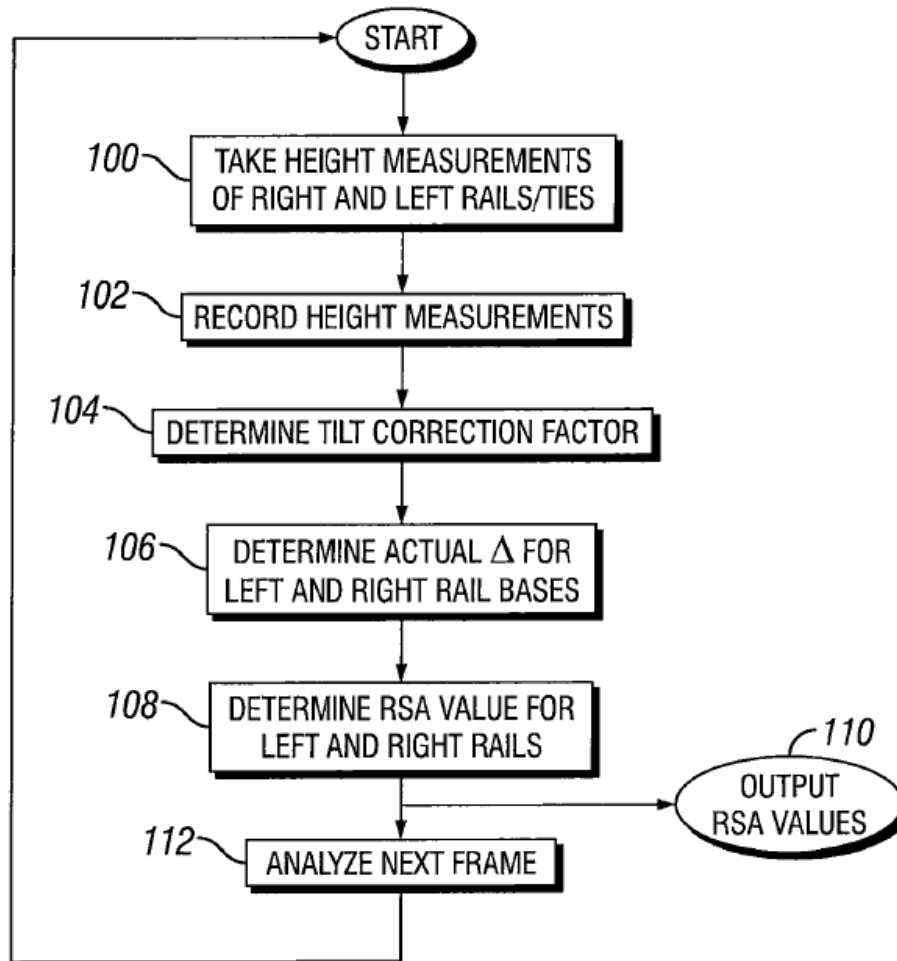 START
100
TAKE HEIGHT MEASUREMENTS
OF RIGHT AND LEFT RAILS/TIES
102
RECORD HEIGHT MEASUREMENTS
104
DETERMINE TILT CORRECTION FACTOR
106
DETERMINE ACTUAL Δ FOR
LEFT AND RIGHT RAIL BASES
108
DETERMINE RSA VALUE FOR
LEFT AND RIGHT RAILS
110
OUTPUT
RSA VALUES
112
ANALYZE NEXT FRAME